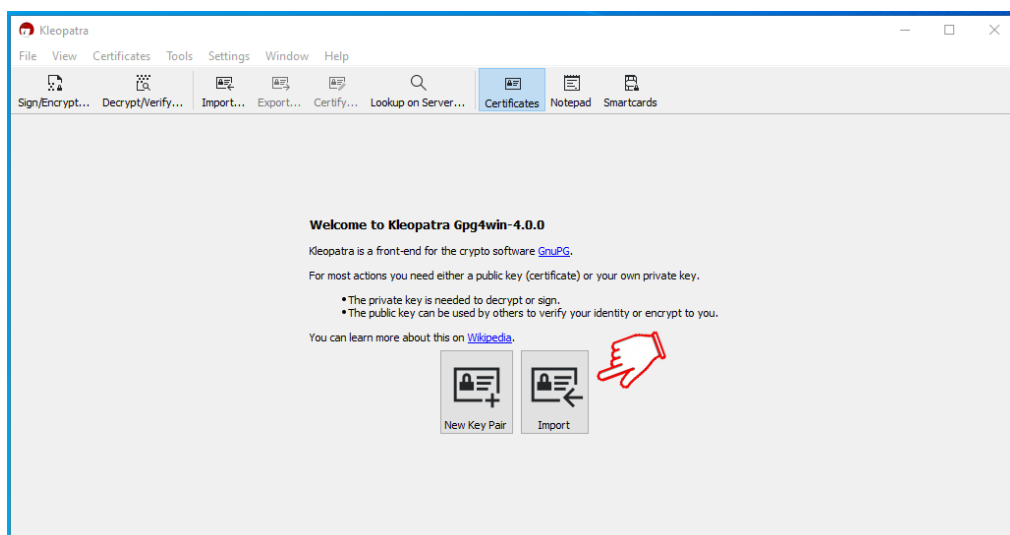 Kleopatra
File View Certificates Tools Settings Window Help
Sign/Encrypt... Decrypt/Verify... Import... Export... Certify... Lookup on Server... Certificates Notepad Smartcards
Welcome to Kleopatra Gpg4win-4.0.0
Kleopatra is a front-end for the crypto software GnuPG.
For most actions you need either a public key (certificate) or your own private key.
•The private key is needed to decrypt or sign.
•The public key can be used by others to verify your identity or encrypt to you.
You can learn more about this on Wikipedia.
New Key Pair Import